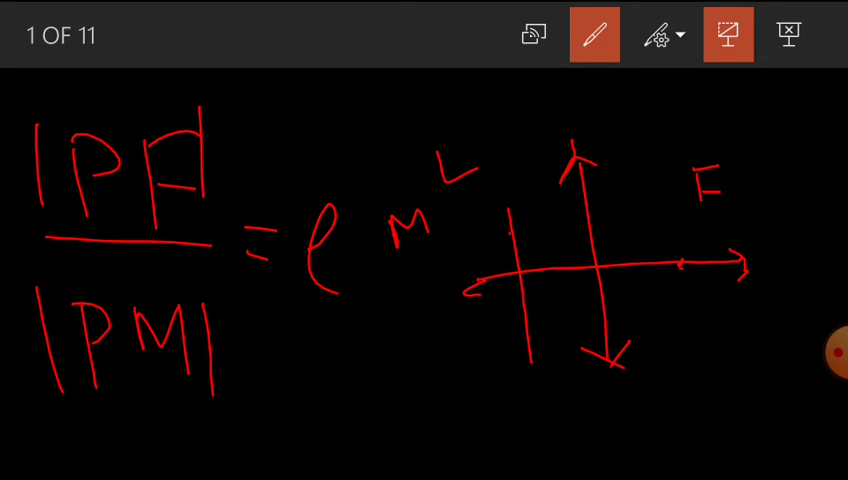 1 OF 11
|PF|
= e
|PM|
M
L
F